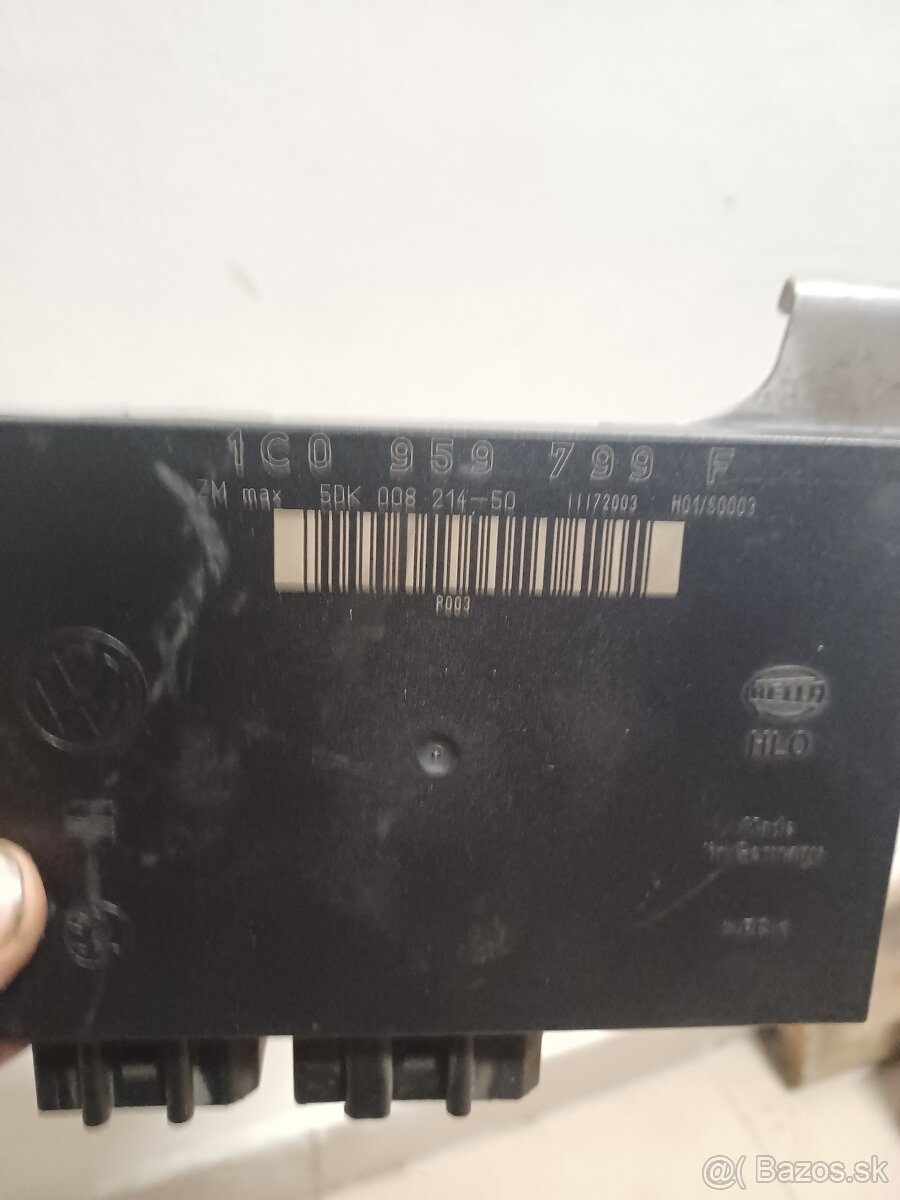 1C0 959 799 F
ZM max 5DK 008 214-50 11172003 H01/S0003
P003
HELLA
HLO
Made
in Germany
@( Bazos.sk